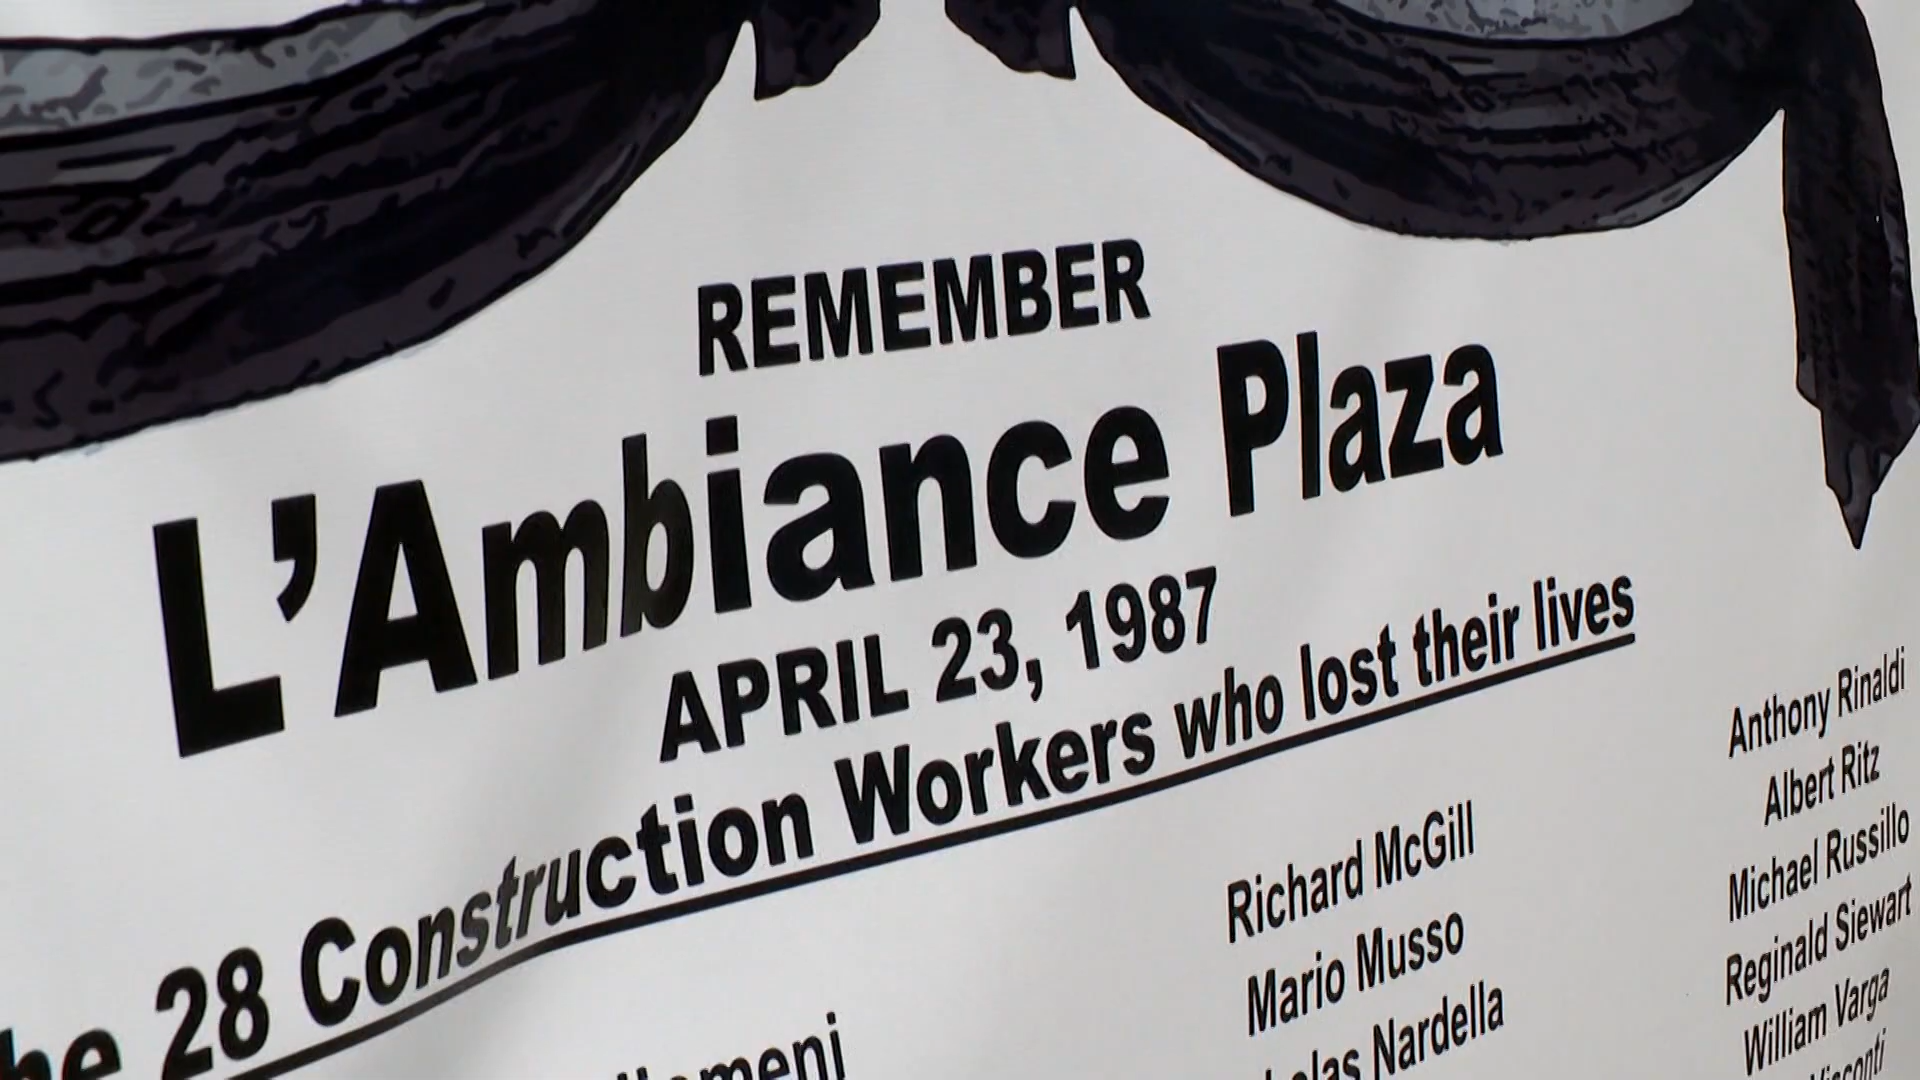 REMEMBER
L'Ambiance Plaza
APRIL 23, 1987
28 Construction Workers who lost their lives
Richard McGill
Mario Musso
Nardella
Anthony Rinaldi
Albert Ritz
Michael Russillo
Reginald Siewart
William Varga